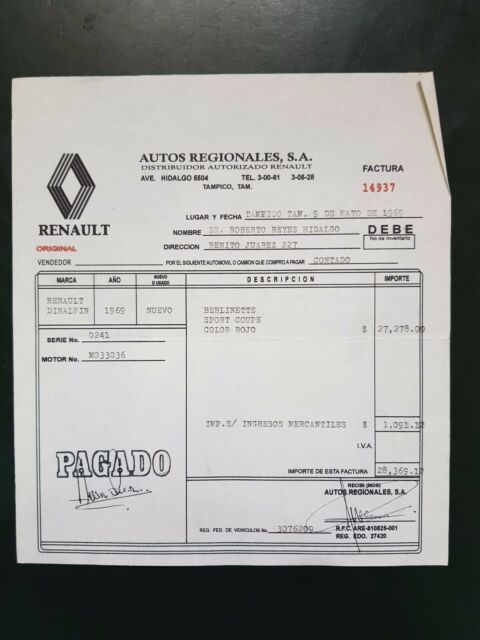 AUTOS REGIONALES, S.A.
DISTRIBUIDOR AUTORIZADO RENAULT
AVE. HIDALGO 5504 TEL. 3-00-61 3-05-25
TAMPICO, TAM.
FACTURA
14937
RENAULT
ORIGINAL
LUGAR Y FECHA TAMPICO TAM. 9 DE MAYO DE 1969
NOMBRE SR. ROBERTO REYES HIDALGO
DEBE
No de inventario
DIRECCION BENITO JUAREZ 227
VENDEDOR POR EL SIGUIENTE AUTOMOVIL O CAMION QUE COMPRO A PAGAR CONTADO
MARCA AÑO NUEVO O USADO DESCRIPCION IMPORTE
RENAULT
DINALPIN 1969 NUEVO
BERLINETTE
SPORT COUPE
COLOR ROJO $ 27,278.00
SERIE No. 0241
MOTOR No. M033036
IMP.S/ INGRESOS MERCANTILES $ 1,091.12
I.V.A.
PAGADO
IMPORTE DE ESTA FACTURA 28,369.12
RECIBI (MOS)
AUTOS REGIONALES, S.A.
REG. FED. DE VEHICULOS No. 3076209
R.F.C. ARE-610525-001
REG. EDO. 27420